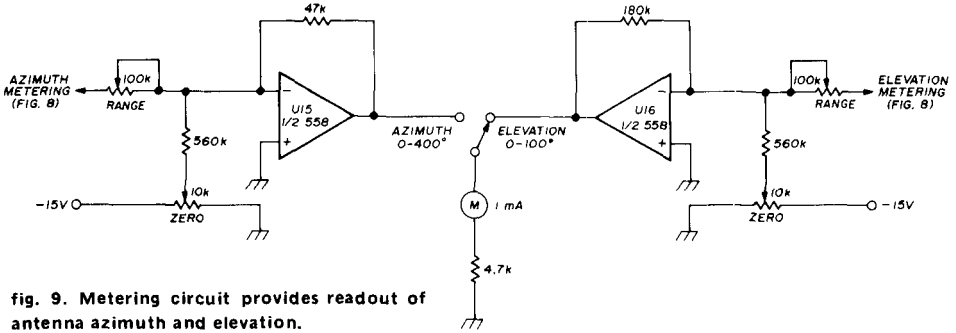 47k
180k
AZIMUTH
METERING
(FIG. 8)
100k
RANGE
−
+
U15
1/2 558
560k
10k
ZERO
−15V
AZIMUTH
0-400°
ELEVATION
0-100°
M
1 mA
4.7k
U16
1/2 558
−
+
100k
RANGE
ELEVATION
METERING
(FIG. 8)
560k
10k
ZERO
−15V
fig. 9. Metering circuit provides readout of
antenna azimuth and elevation.